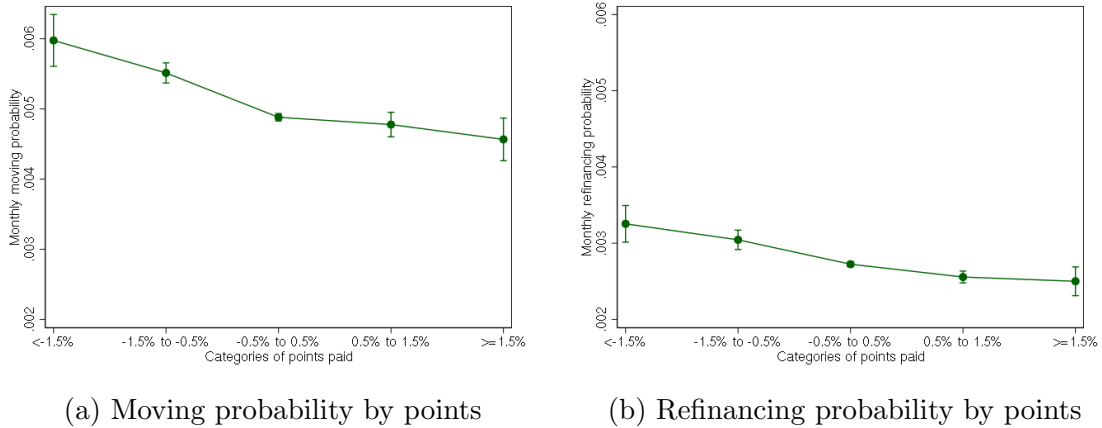 Monthly moving probability
.006
.005
.004
.003
.002
<-1.5%
-1.5% to -0.5%
-0.5% to 0.5%
0.5% to 1.5%
>= 1.5%
Categories of points paid
(a) Moving probability by points
Monthly refinancing probability
.006
.005
.004
.003
.002
<-1.5%
-1.5% to -0.5%
-0.5% to 0.5%
0.5% to 1.5%
>= 1.5%
Categories of points paid
(b) Refinancing probability by points